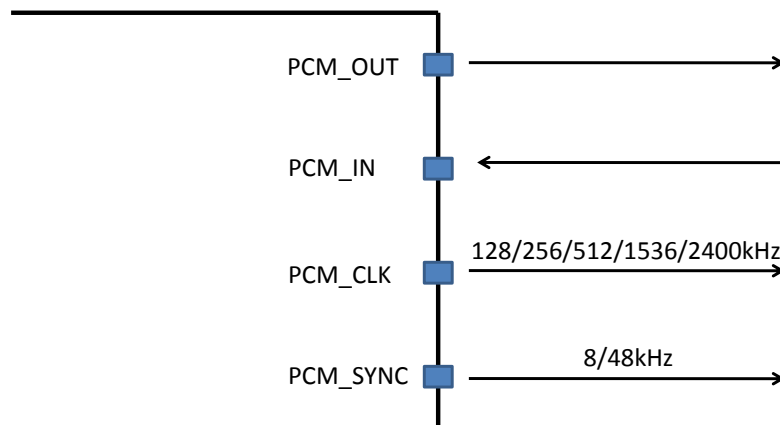 PCM_OUT
PCM_IN
128/256/512/1536/2400kHz
PCM_CLK
8/48kHz
PCM_SYNC